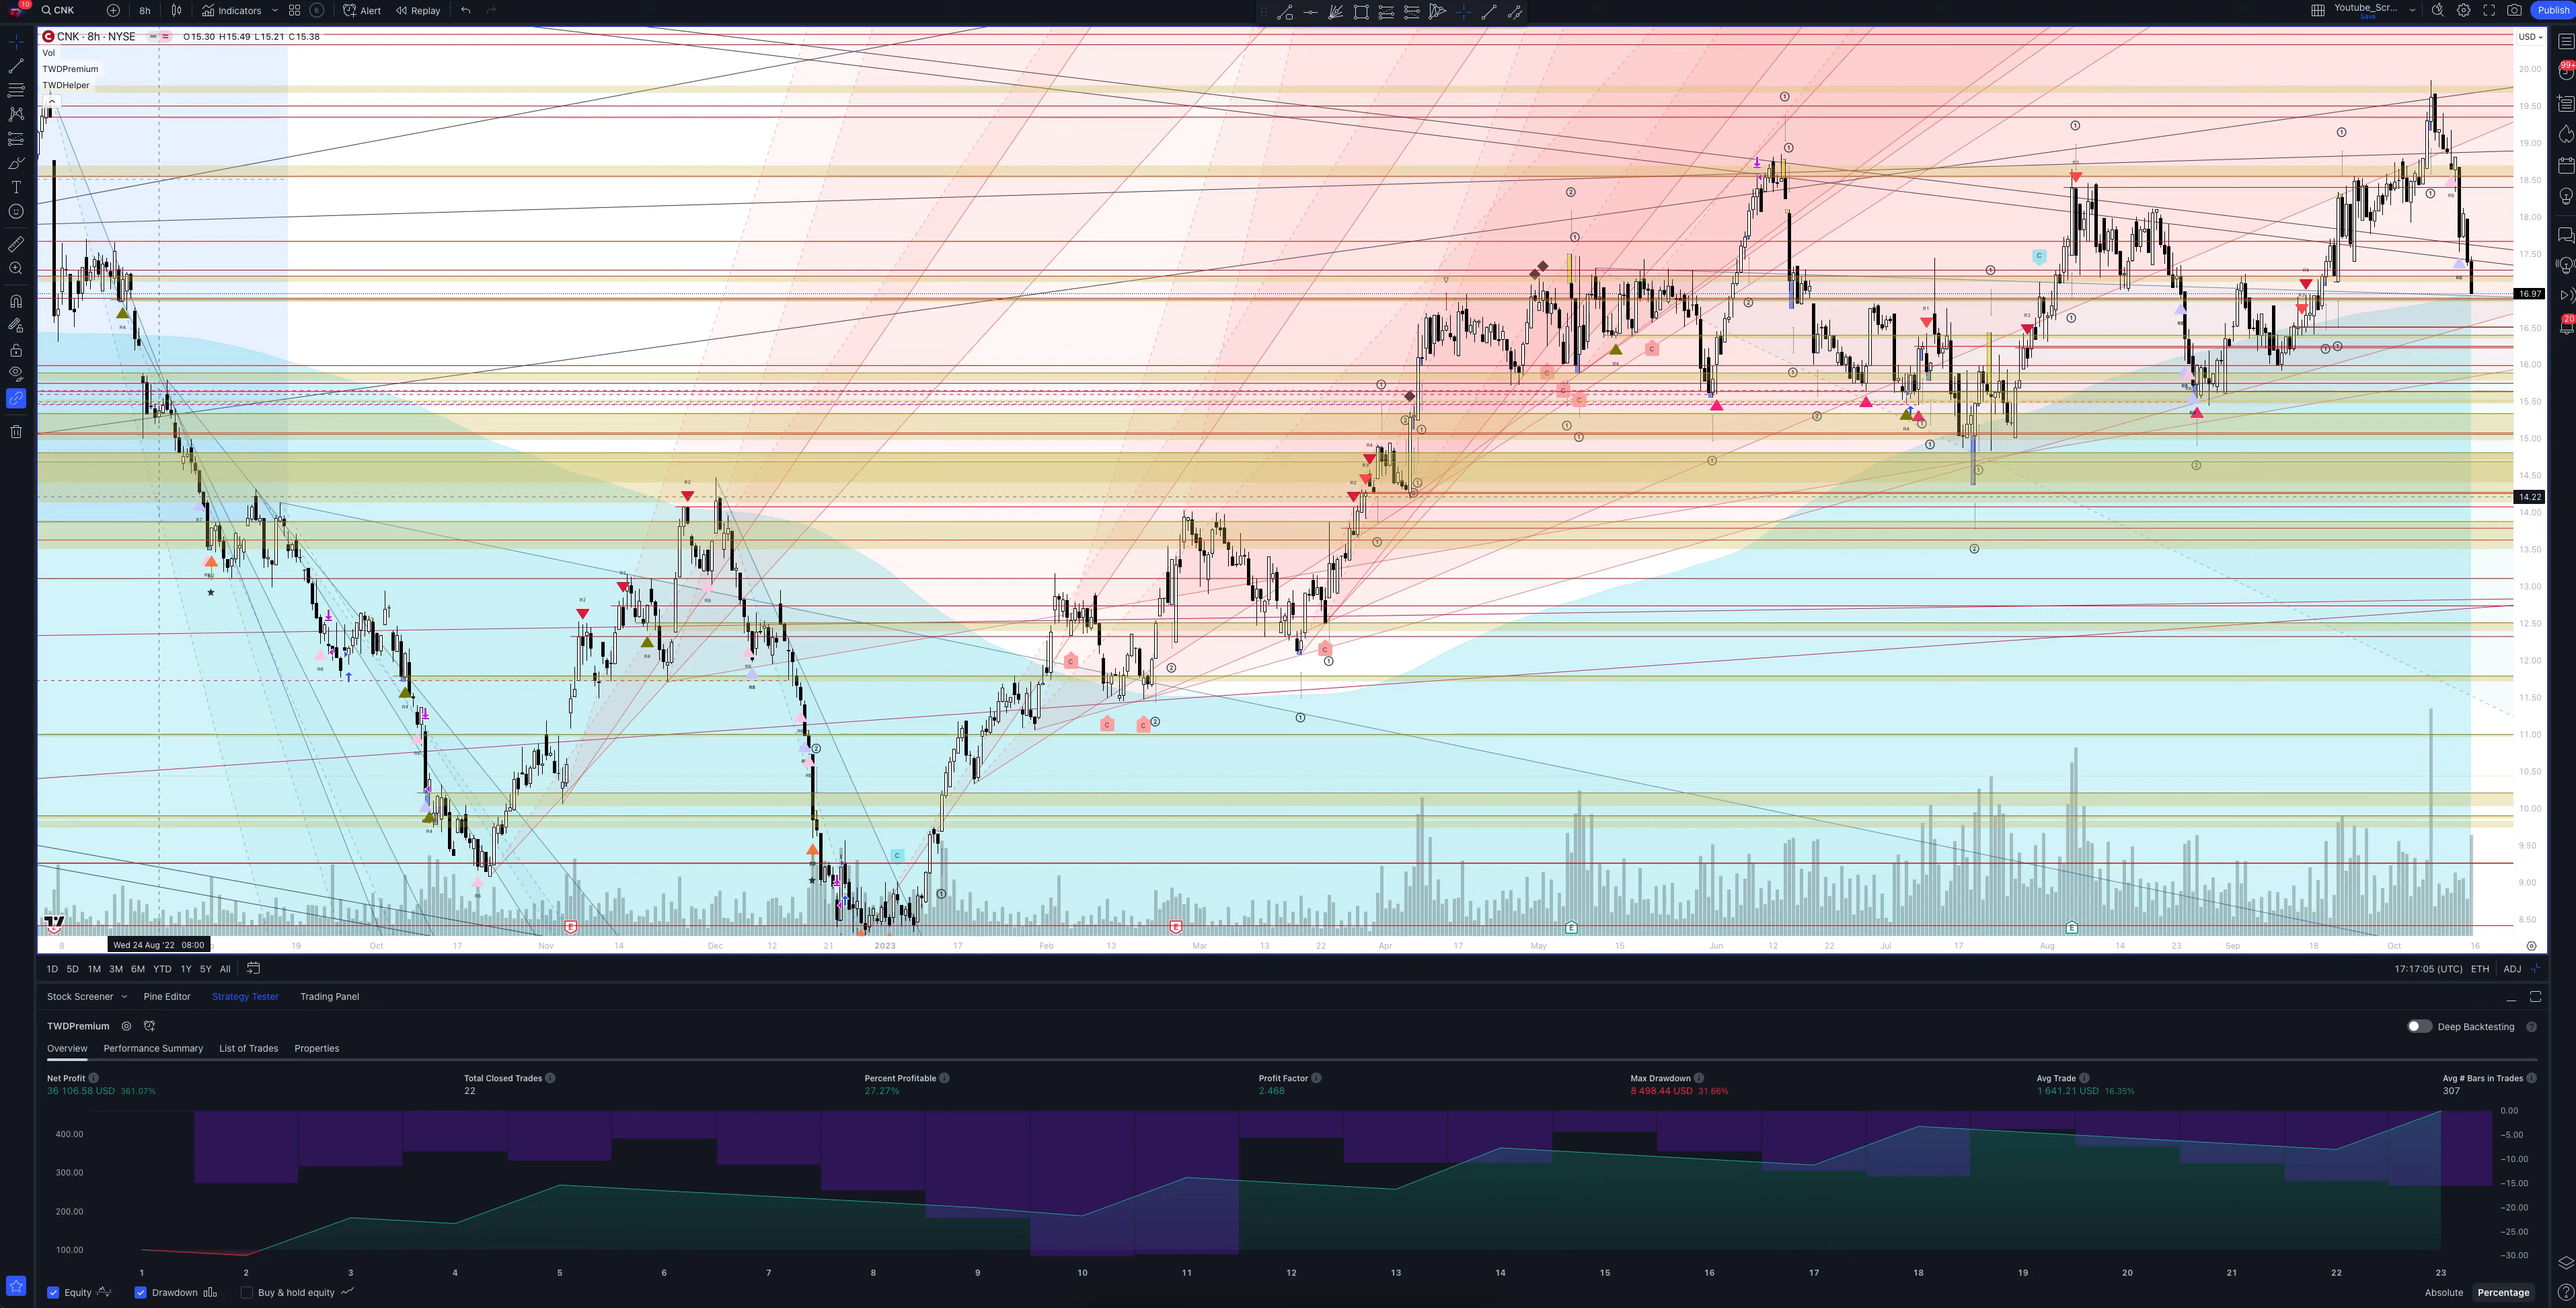 10
CNK
8h
Indicators
Alert
Replay
Youtube_Scr...
Save
Publish
CNK · 8h · NYSE
O15.30 H15.49 L15.21 C15.38
Vol
TWDPremium
TWDHelper
USD
20.00
19.50
19.00
18.50
18.00
17.50
16.97
16.50
16.00
15.50
15.00
14.50
14.22
14.00
13.50
13.00
12.50
12.00
11.50
11.00
10.50
10.00
9.50
9.00
8.50
99+
20
8
Wed 24 Aug '22 08:00
19
Oct
17
Nov
14
Dec
12
21
2023
17
Feb
13
Mar
13
22
Apr
17
May
15
Jun
12
22
Jul
17
Aug
14
23
Sep
18
Oct
16
1D 5D 1M 3M 6M YTD 1Y 5Y All
17:17:05 (UTC) ETH ADJ
Stock Screener Pine Editor Strategy Tester Trading Panel
TWDPremium
Deep Backtesting
Overview Performance Summary List of Trades Properties
Net Profit
36 106.58 USD 361.07%
Total Closed Trades
22
Percent Profitable
27.27%
Profit Factor
2.468
Max Drawdown
8 498.44 USD 31.66%
Avg Trade
1 641.21 USD 16.35%
Avg # Bars in Trades
307
400.00
300.00
200.00
100.00
0.00
−5.00
−10.00
−15.00
−20.00
−25.00
−30.00
1 2 3 4 5 6 7 8 9 10 11 12 13 14 15 16 17 18 19 20 21 22 23
Equity
Drawdown
Buy & hold equity
Absolute
Percentage